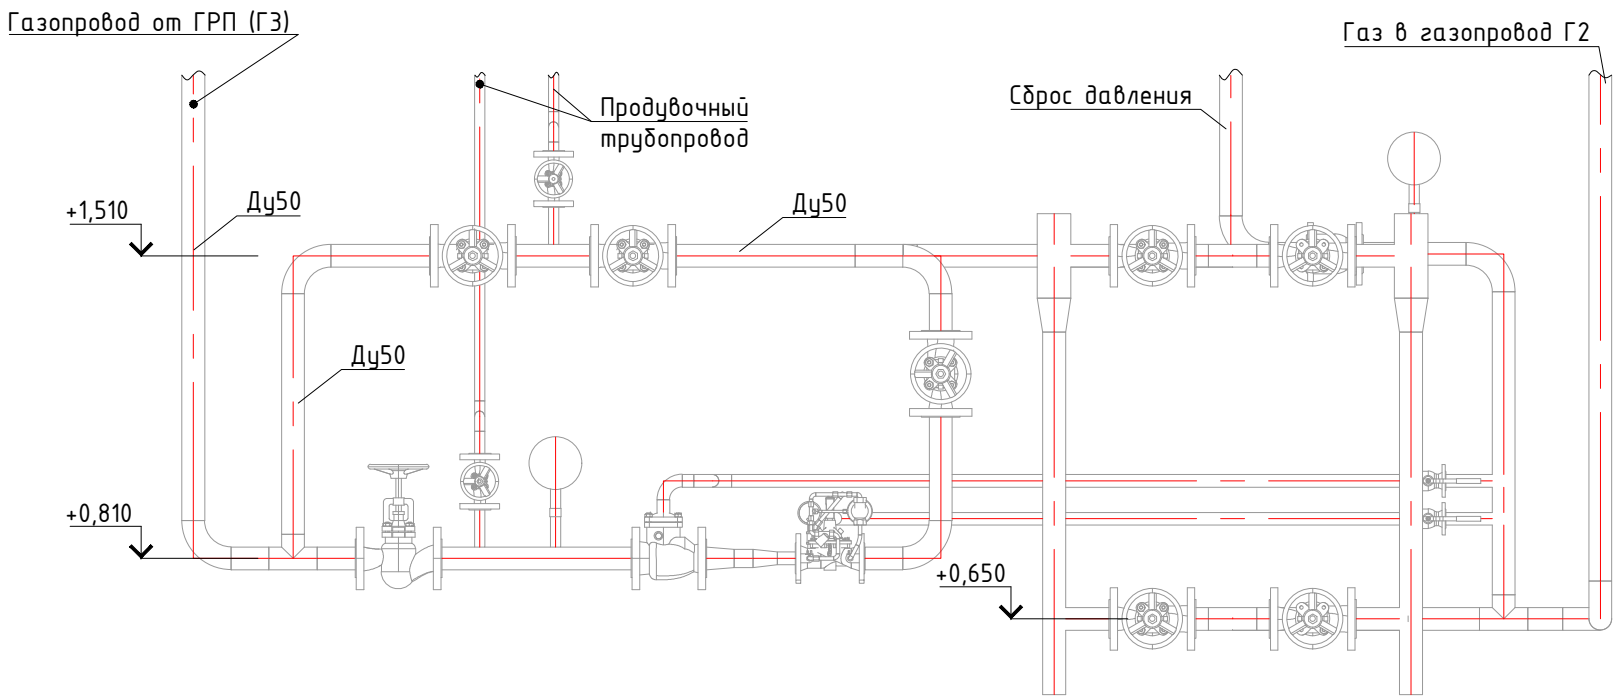 Газопровод от ГРП (Г3)
Газ в газопровод Г2
Сброс давления
Продувочный
трубопровод
+1,510
Ду50
Ду50
Ду50
+0,810
+0,650